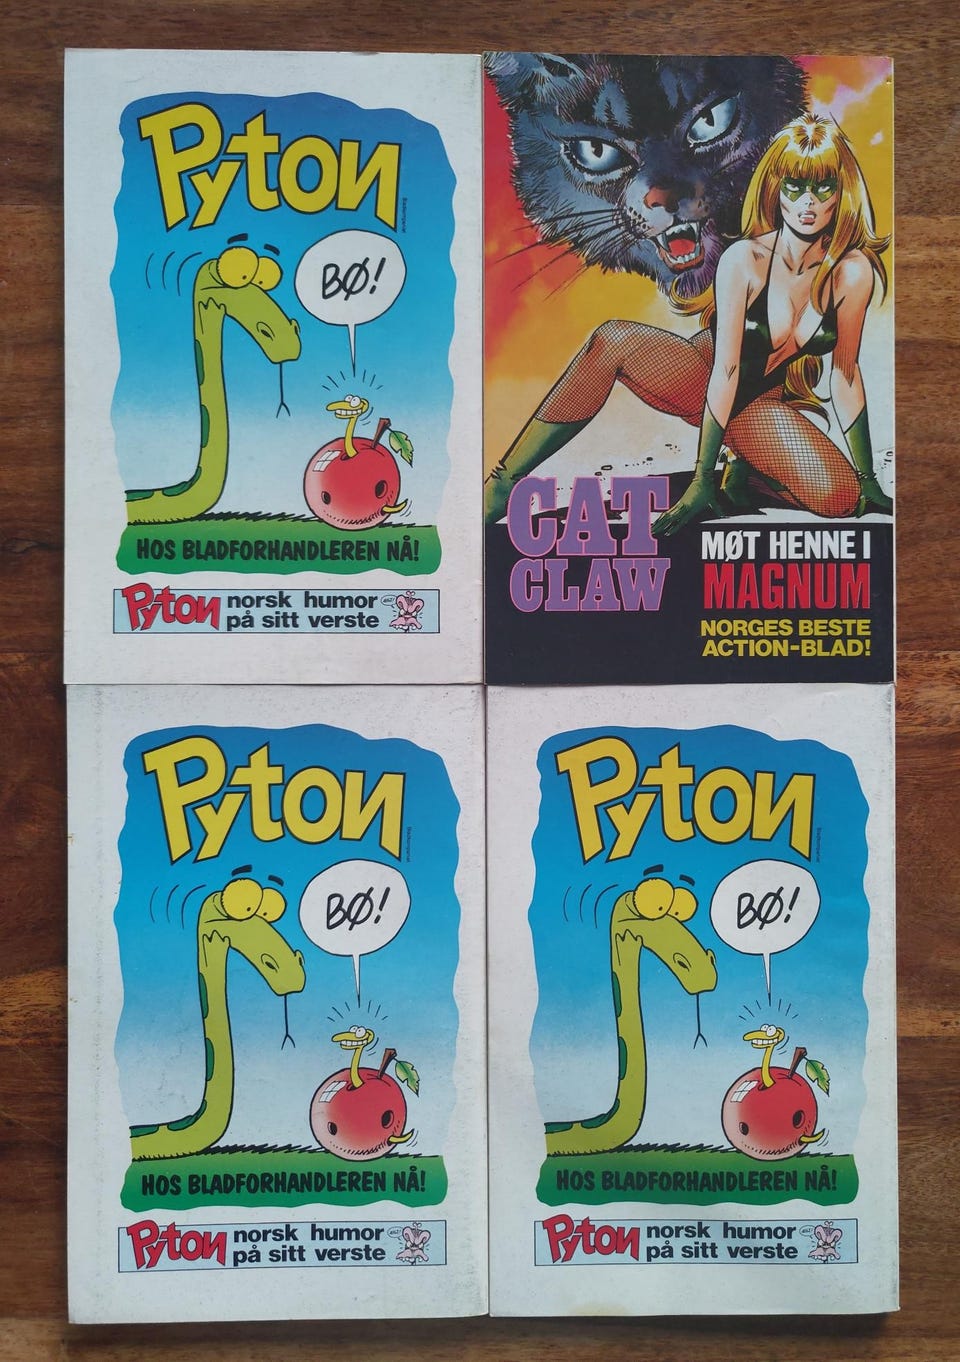 Pyton
BØ!
HOS BLADFORHANDLEREN NÅ!
Pyton norsk humor
på sitt verste
CAT
CLAW
MØT HENNE I
MAGNUM
NORGES BESTE
ACTION-BLAD!
Pyton
BØ!
HOS BLADFORHANDLEREN NÅ!
Pyton norsk humor
på sitt verste
Pyton
BØ!
HOS BLADFORHANDLEREN NÅ!
Pyton norsk humor
på sitt verste